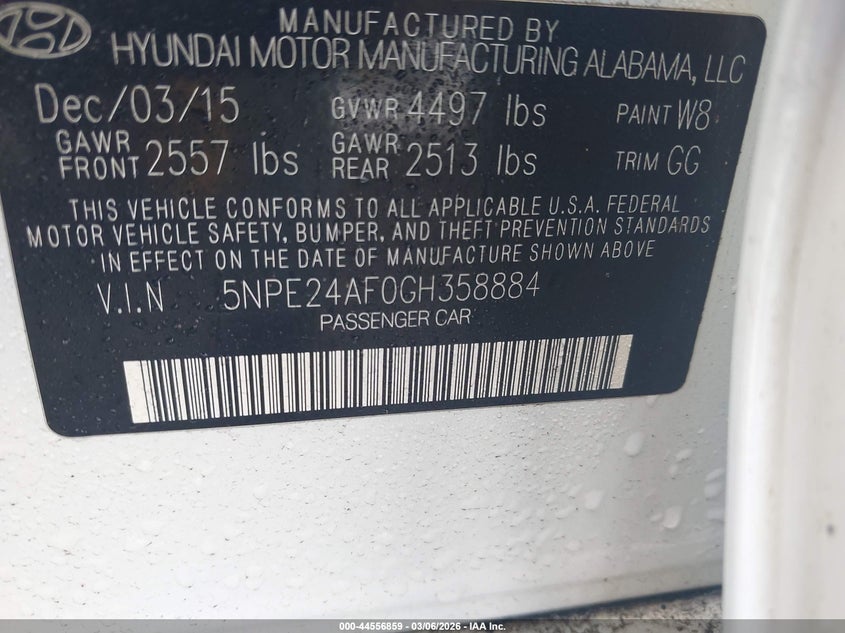 MANUFACTURED BY
HYUNDAI MOTOR MANUFACTURING ALABAMA, LLC
Dec/03/15 GVWR 4497 lbs PAINT W8
GAWR FRONT 2557 lbs GAWR REAR 2513 lbs TRIM GG
THIS VEHICLE CONFORMS TO ALL APPLICABLE U.S.A. FEDERAL
MOTOR VEHICLE SAFETY, BUMPER, AND THEFT PREVENTION STANDARDS
IN EFFECT ON THE DATE OF MANUFACTURE SHOWN ABOVE
V.I.N 5NPE24AF0GH358884
PASSENGER CAR
000-44556859 - 03/06/2026 - IAA Inc.